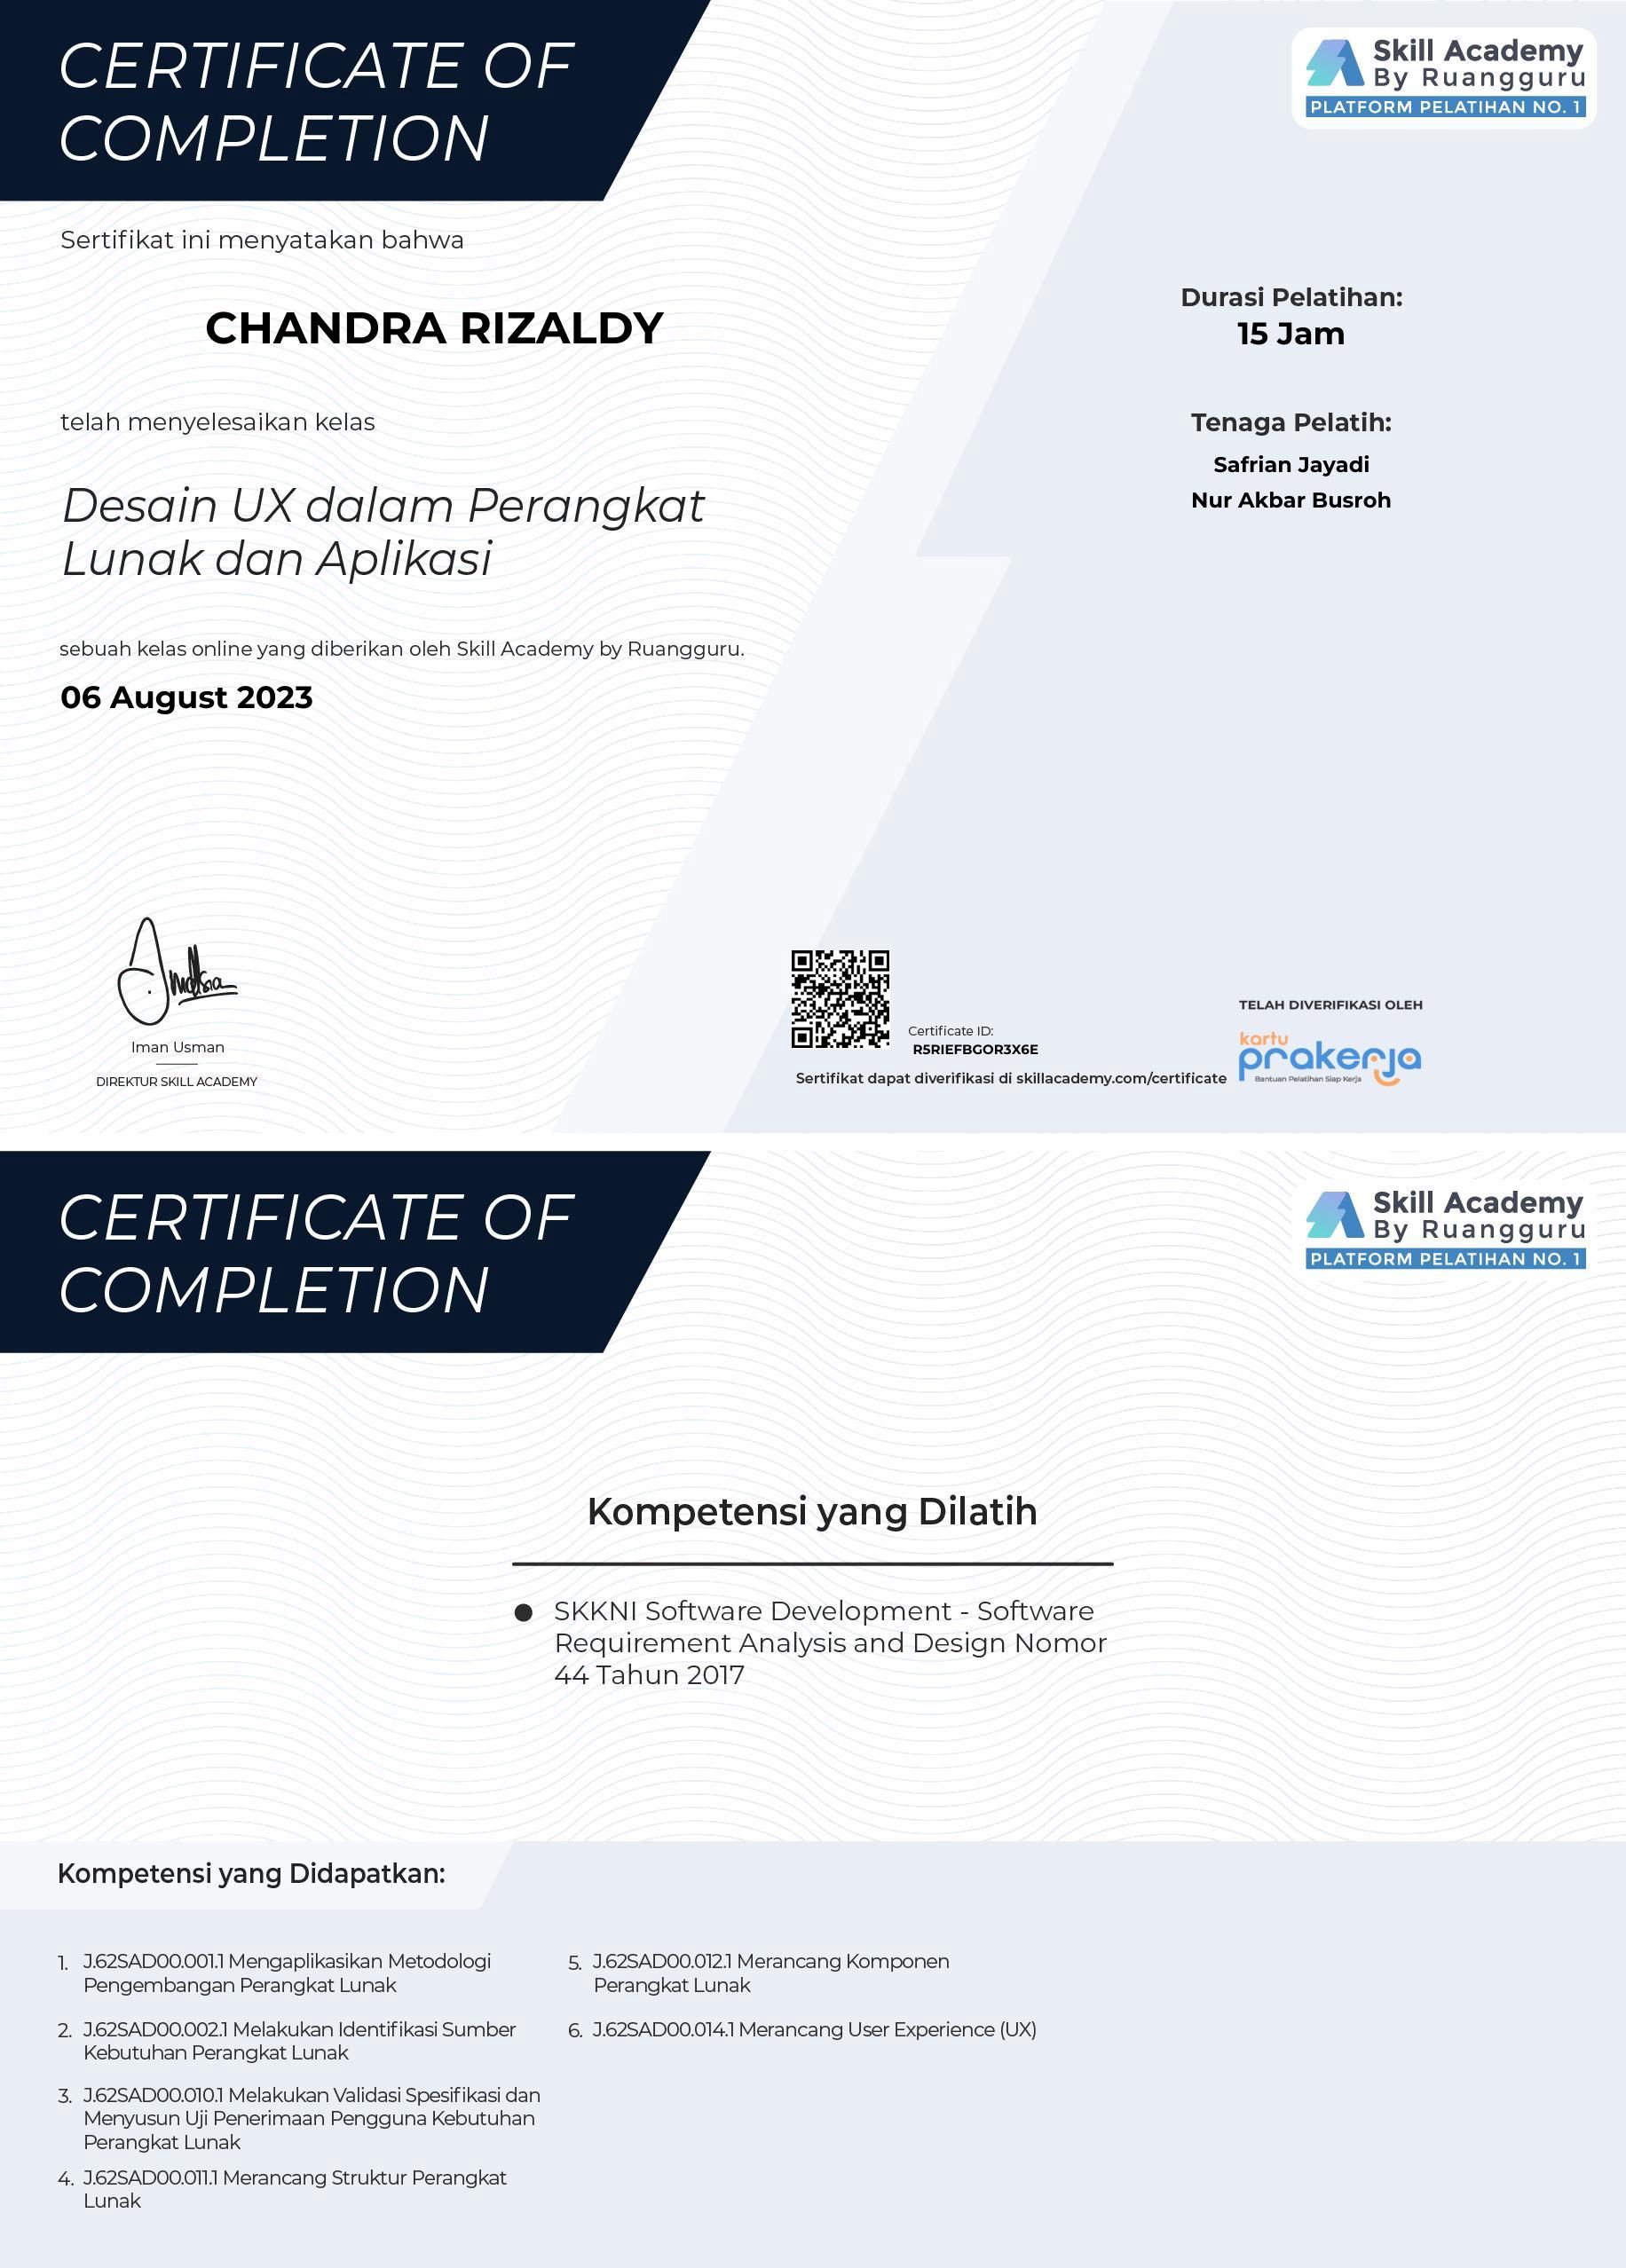 CERTIFICATE OF
COMPLETION
Skill Academy
By Ruangguru
PLATFORM PELATIHAN NO. 1
Sertifikat ini menyatakan bahwa
CHANDRA RIZALDY
telah menyelesaikan kelas
Desain UX dalam Perangkat
Lunak dan Aplikasi
sebuah kelas online yang diberikan oleh Skill Academy by Ruangguru.
06 August 2023
Durasi Pelatihan:
15 Jam
Tenaga Pelatih:
Safrian Jayadi
Nur Akbar Busroh
Iman Usman
DIREKTUR SKILL ACADEMY
Certificate ID:
R5RIEFBGOR3X6E
Sertifikat dapat diverifikasi di skillacademy.com/certificate
TELAH DIVERIFIKASI OLEH
kartu
prakerja
Bantuan Pelatihan Siap Kerja
CERTIFICATE OF
COMPLETION
Skill Academy
By Ruangguru
PLATFORM PELATIHAN NO. 1
Kompetensi yang Dilatih
● SKKNI Software Development - Software
Requirement Analysis and Design Nomor
44 Tahun 2017
Kompetensi yang Didapatkan:
1. J.62SAD00.001.1 Mengaplikasikan Metodologi
Pengembangan Perangkat Lunak
2. J.62SAD00.002.1 Melakukan Identifikasi Sumber
Kebutuhan Perangkat Lunak
3. J.62SAD00.010.1 Melakukan Validasi Spesifikasi dan
Menyusun Uji Penerimaan Pengguna Kebutuhan
Perangkat Lunak
4. J.62SAD00.011.1 Merancang Struktur Perangkat
Lunak
5. J.62SAD00.012.1 Merancang Komponen
Perangkat Lunak
6. J.62SAD00.014.1 Merancang User Experience (UX)